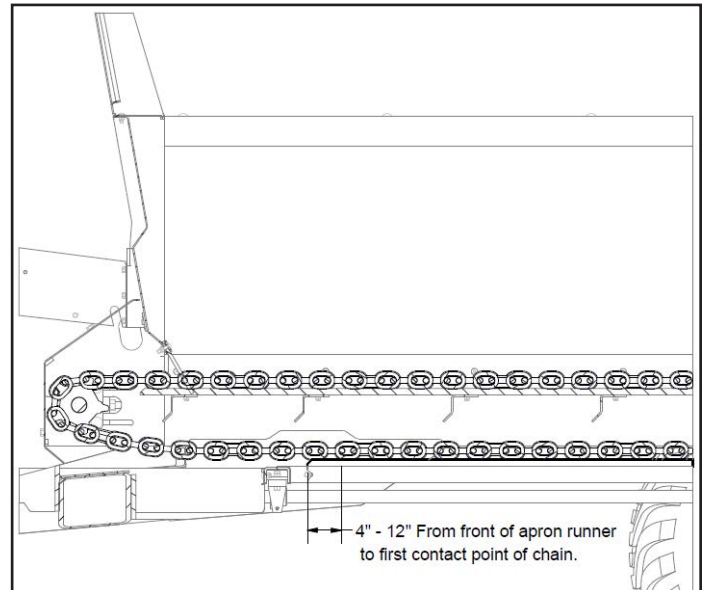 4" - 12" From front of apron runner
to first contact point of chain.